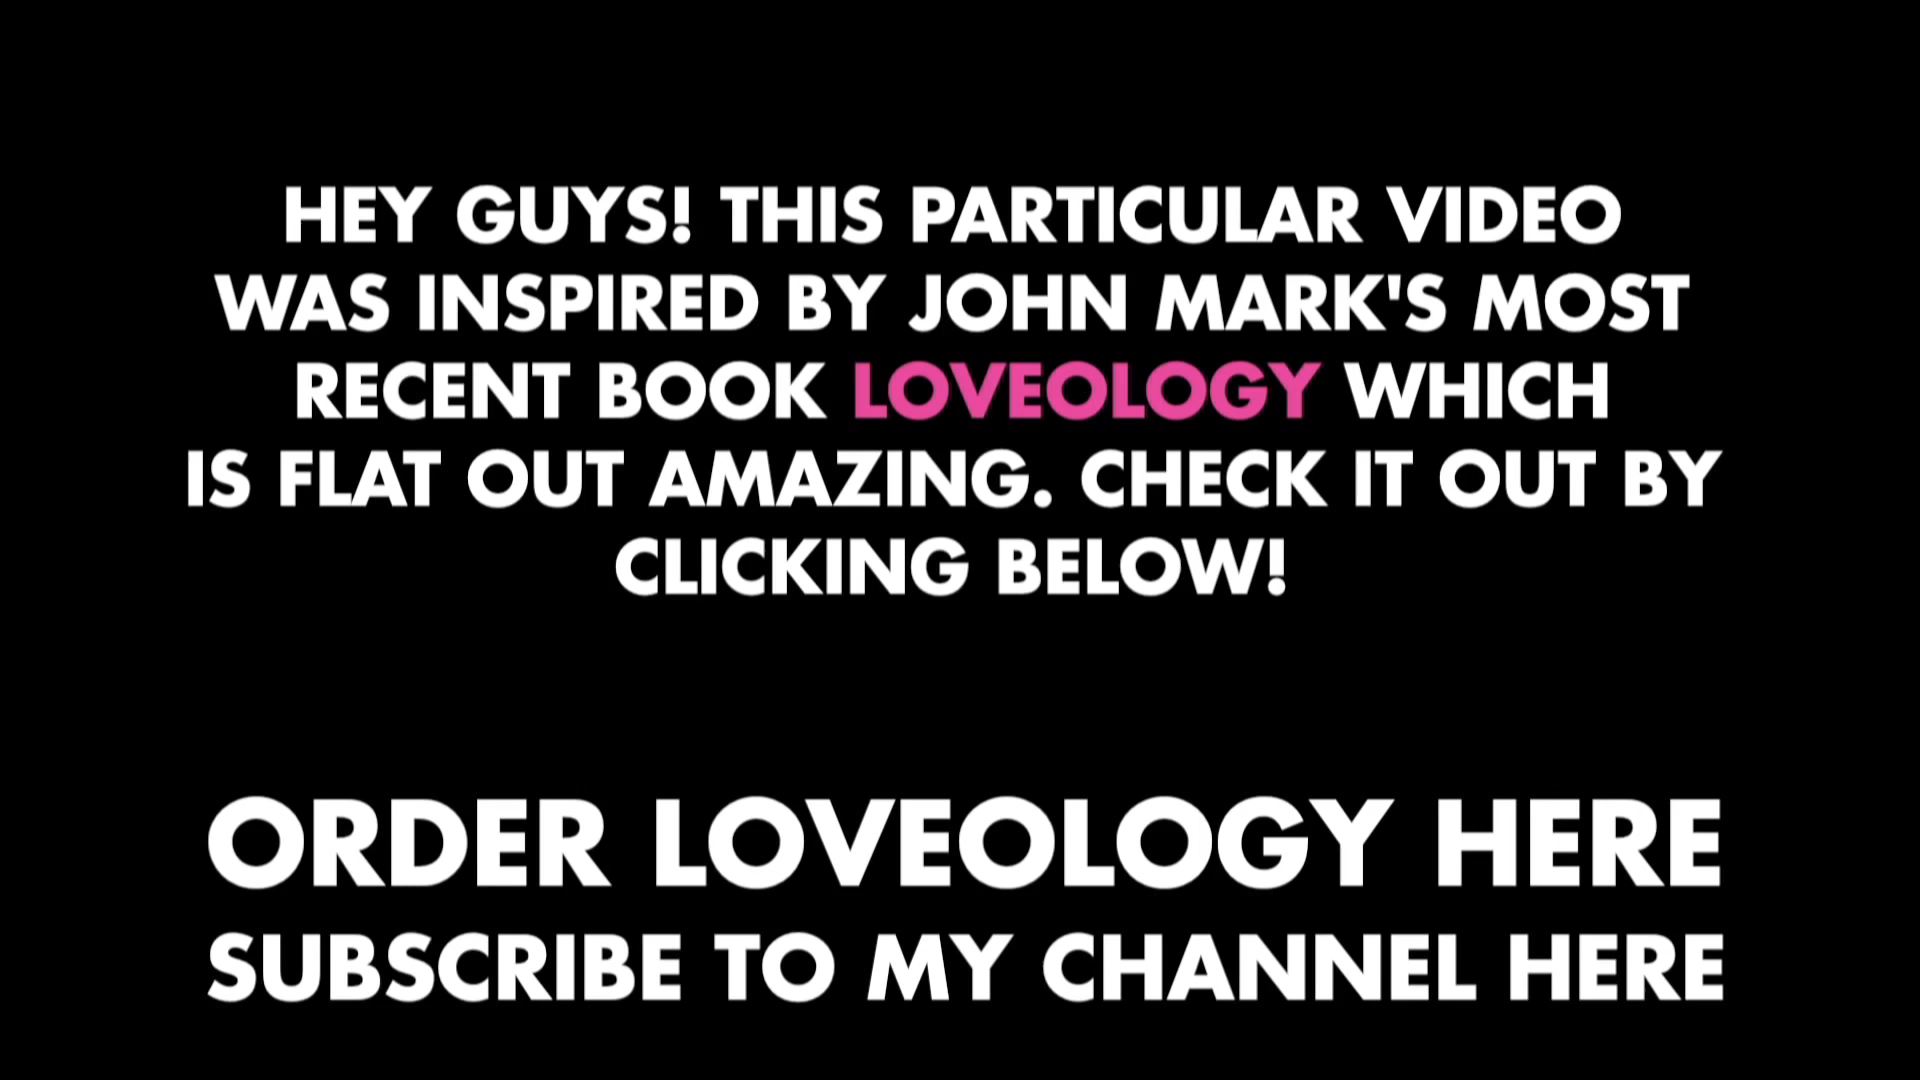 HEY GUYS! THIS PARTICULAR VIDEO
WAS INSPIRED BY JOHN MARK'S MOST
RECENT BOOK LOVEOLOGY WHICH
IS FLAT OUT AMAZING. CHECK IT OUT BY
CLICKING BELOW!
ORDER LOVEOLOGY HERE
SUBSCRIBE TO MY CHANNEL HERE